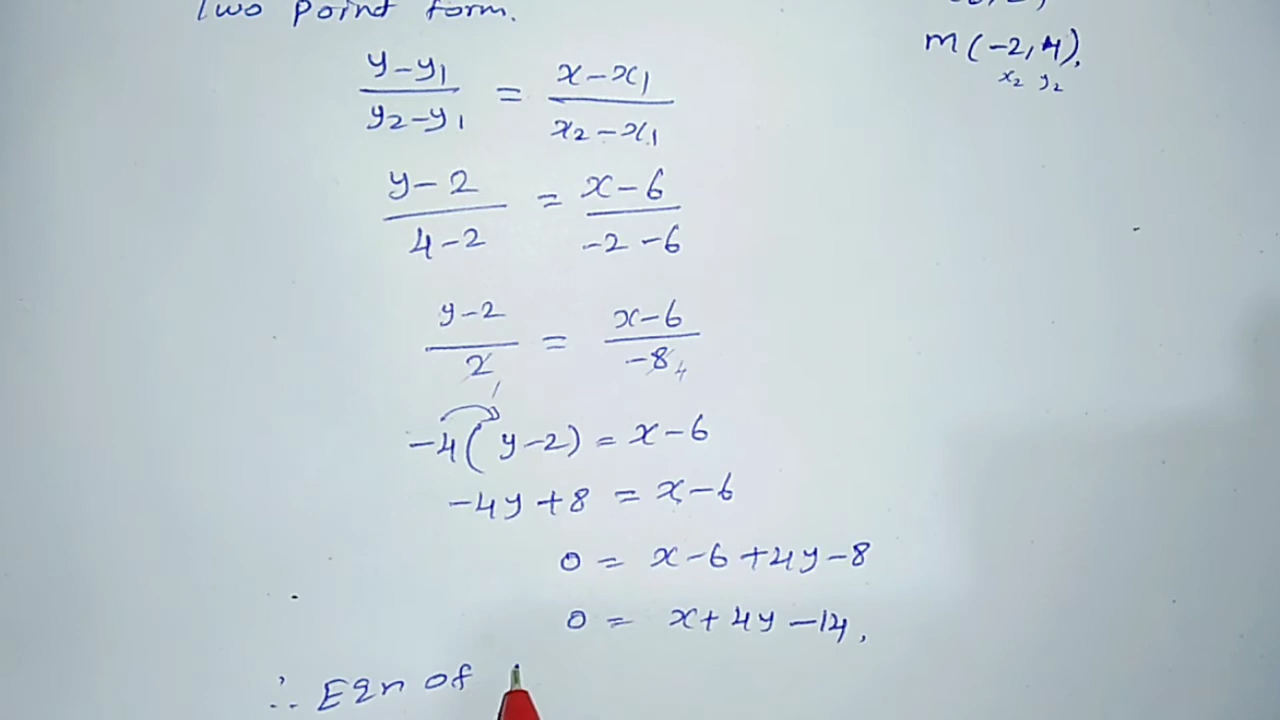 Two point form.
m(-2, 4).
x2 y2
y-y1 / y2-y1 = x-x1 / x2-x1
y-2 / 4-2 = x-6 / -2-6
y-2 / 2 1 = x-6 / -8 4
-4(y-2) = x-6
-4y+8 = x-6
0 = x-6+4y-8
0 = x+4y-14,
∴ Eqn of